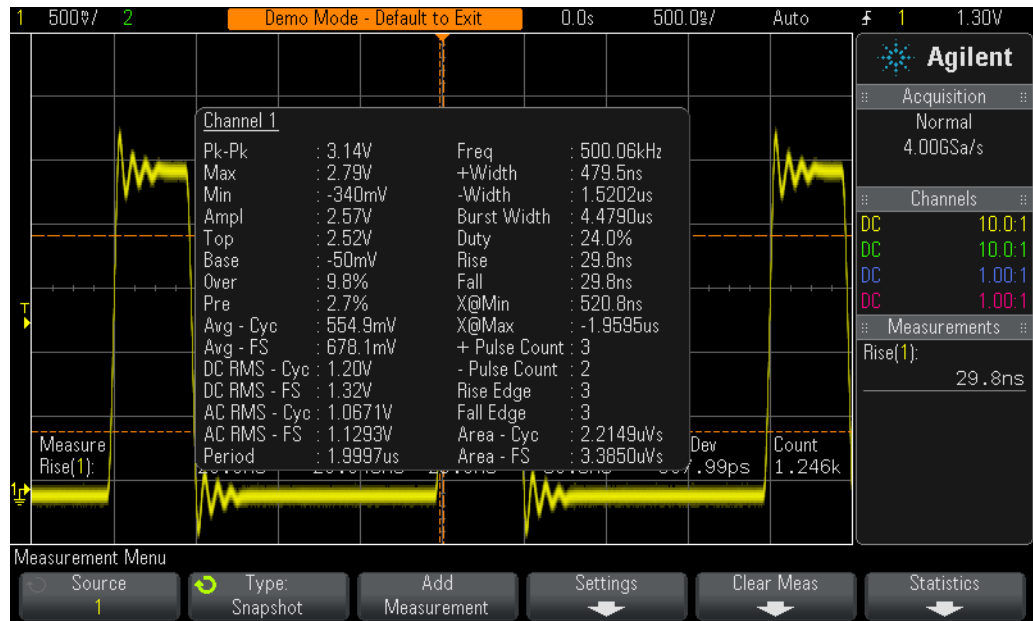 1 500▽/ 2 Demo Mode - Default to Exit 0.0s 500.0▽/ Auto 1 1.30V
Agilent
Acquisition
Normal
4.00GSa/s
Channels
DC 10.0:1
DC 10.0:1
DC 1.00:1
DC 1.00:1
Measurements
Rise(1):
29.8ns
Channel 1
Pk-Pk : 3.14V Freq : 500.06kHz
Max : 2.79V +Width : 479.5ns
Min : -340mV -Width : 1.5202us
Ampl : 2.57V Burst Width : 4.4790us
Top : 2.52V Duty : 24.0%
Base : -50mV Rise : 29.8ns
Over : 9.8% Fall : 29.8ns
Pre : 2.7% X@Min : 520.8ns
Avg - Cyc : 554.9mV X@Max : -1.9595us
Avg - FS : 678.1mV + Pulse Count : 3
DC RMS - Cyc : 1.20V - Pulse Count : 2
DC RMS - FS : 1.32V Rise Edge : 3
AC RMS - Cyc : 1.0671V Fall Edge : 3
AC RMS - FS : 1.1293V Area - Cyc : 2.2149uVs
Period : 1.9997us Area - FS : 3.3850uVs
T
Measure Dev Count
Rise(1): .99ps 1.246k
1
Measurement Menu
Source
1
Type:
Snapshot
Add
Measurement
Settings
Clear Meas
Statistics